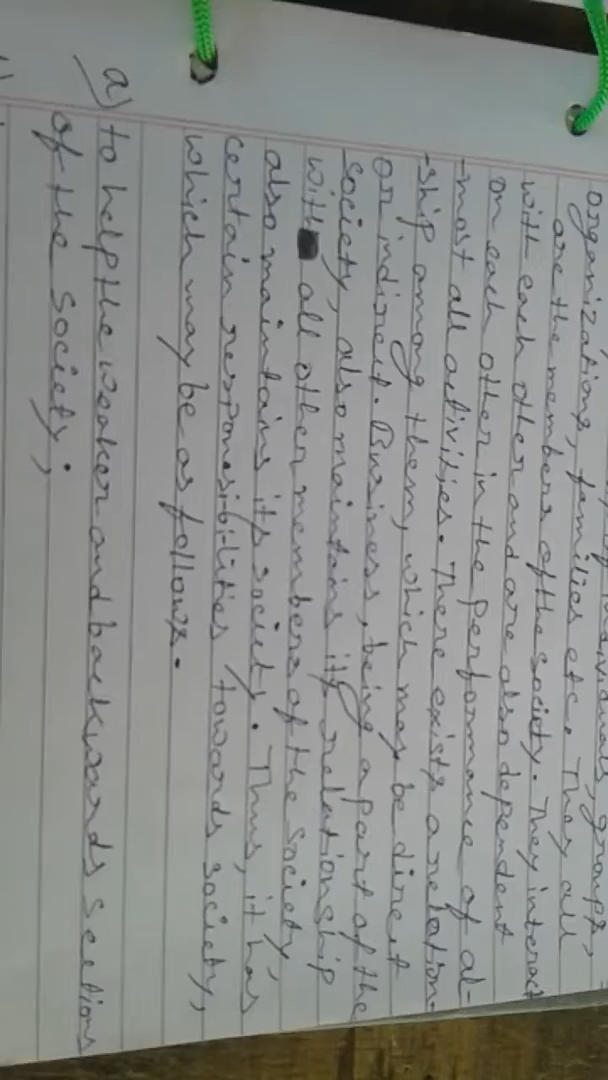 individuals, groups,
organizations, families etc. They all
are the members of the society. They interact
with each other and are also dependent
on each other in the performance of al-
-most all activities. There exists a relation-
-ship among them, which may be direct
or indirect. Business, being a part of the
society, also maintains its relationship
with all other members of the society,
also maintains its society. Thus, it has
certain responsibilities towards society,
which may be as follows.
a) to help the weaker and backwards sections
of the society;